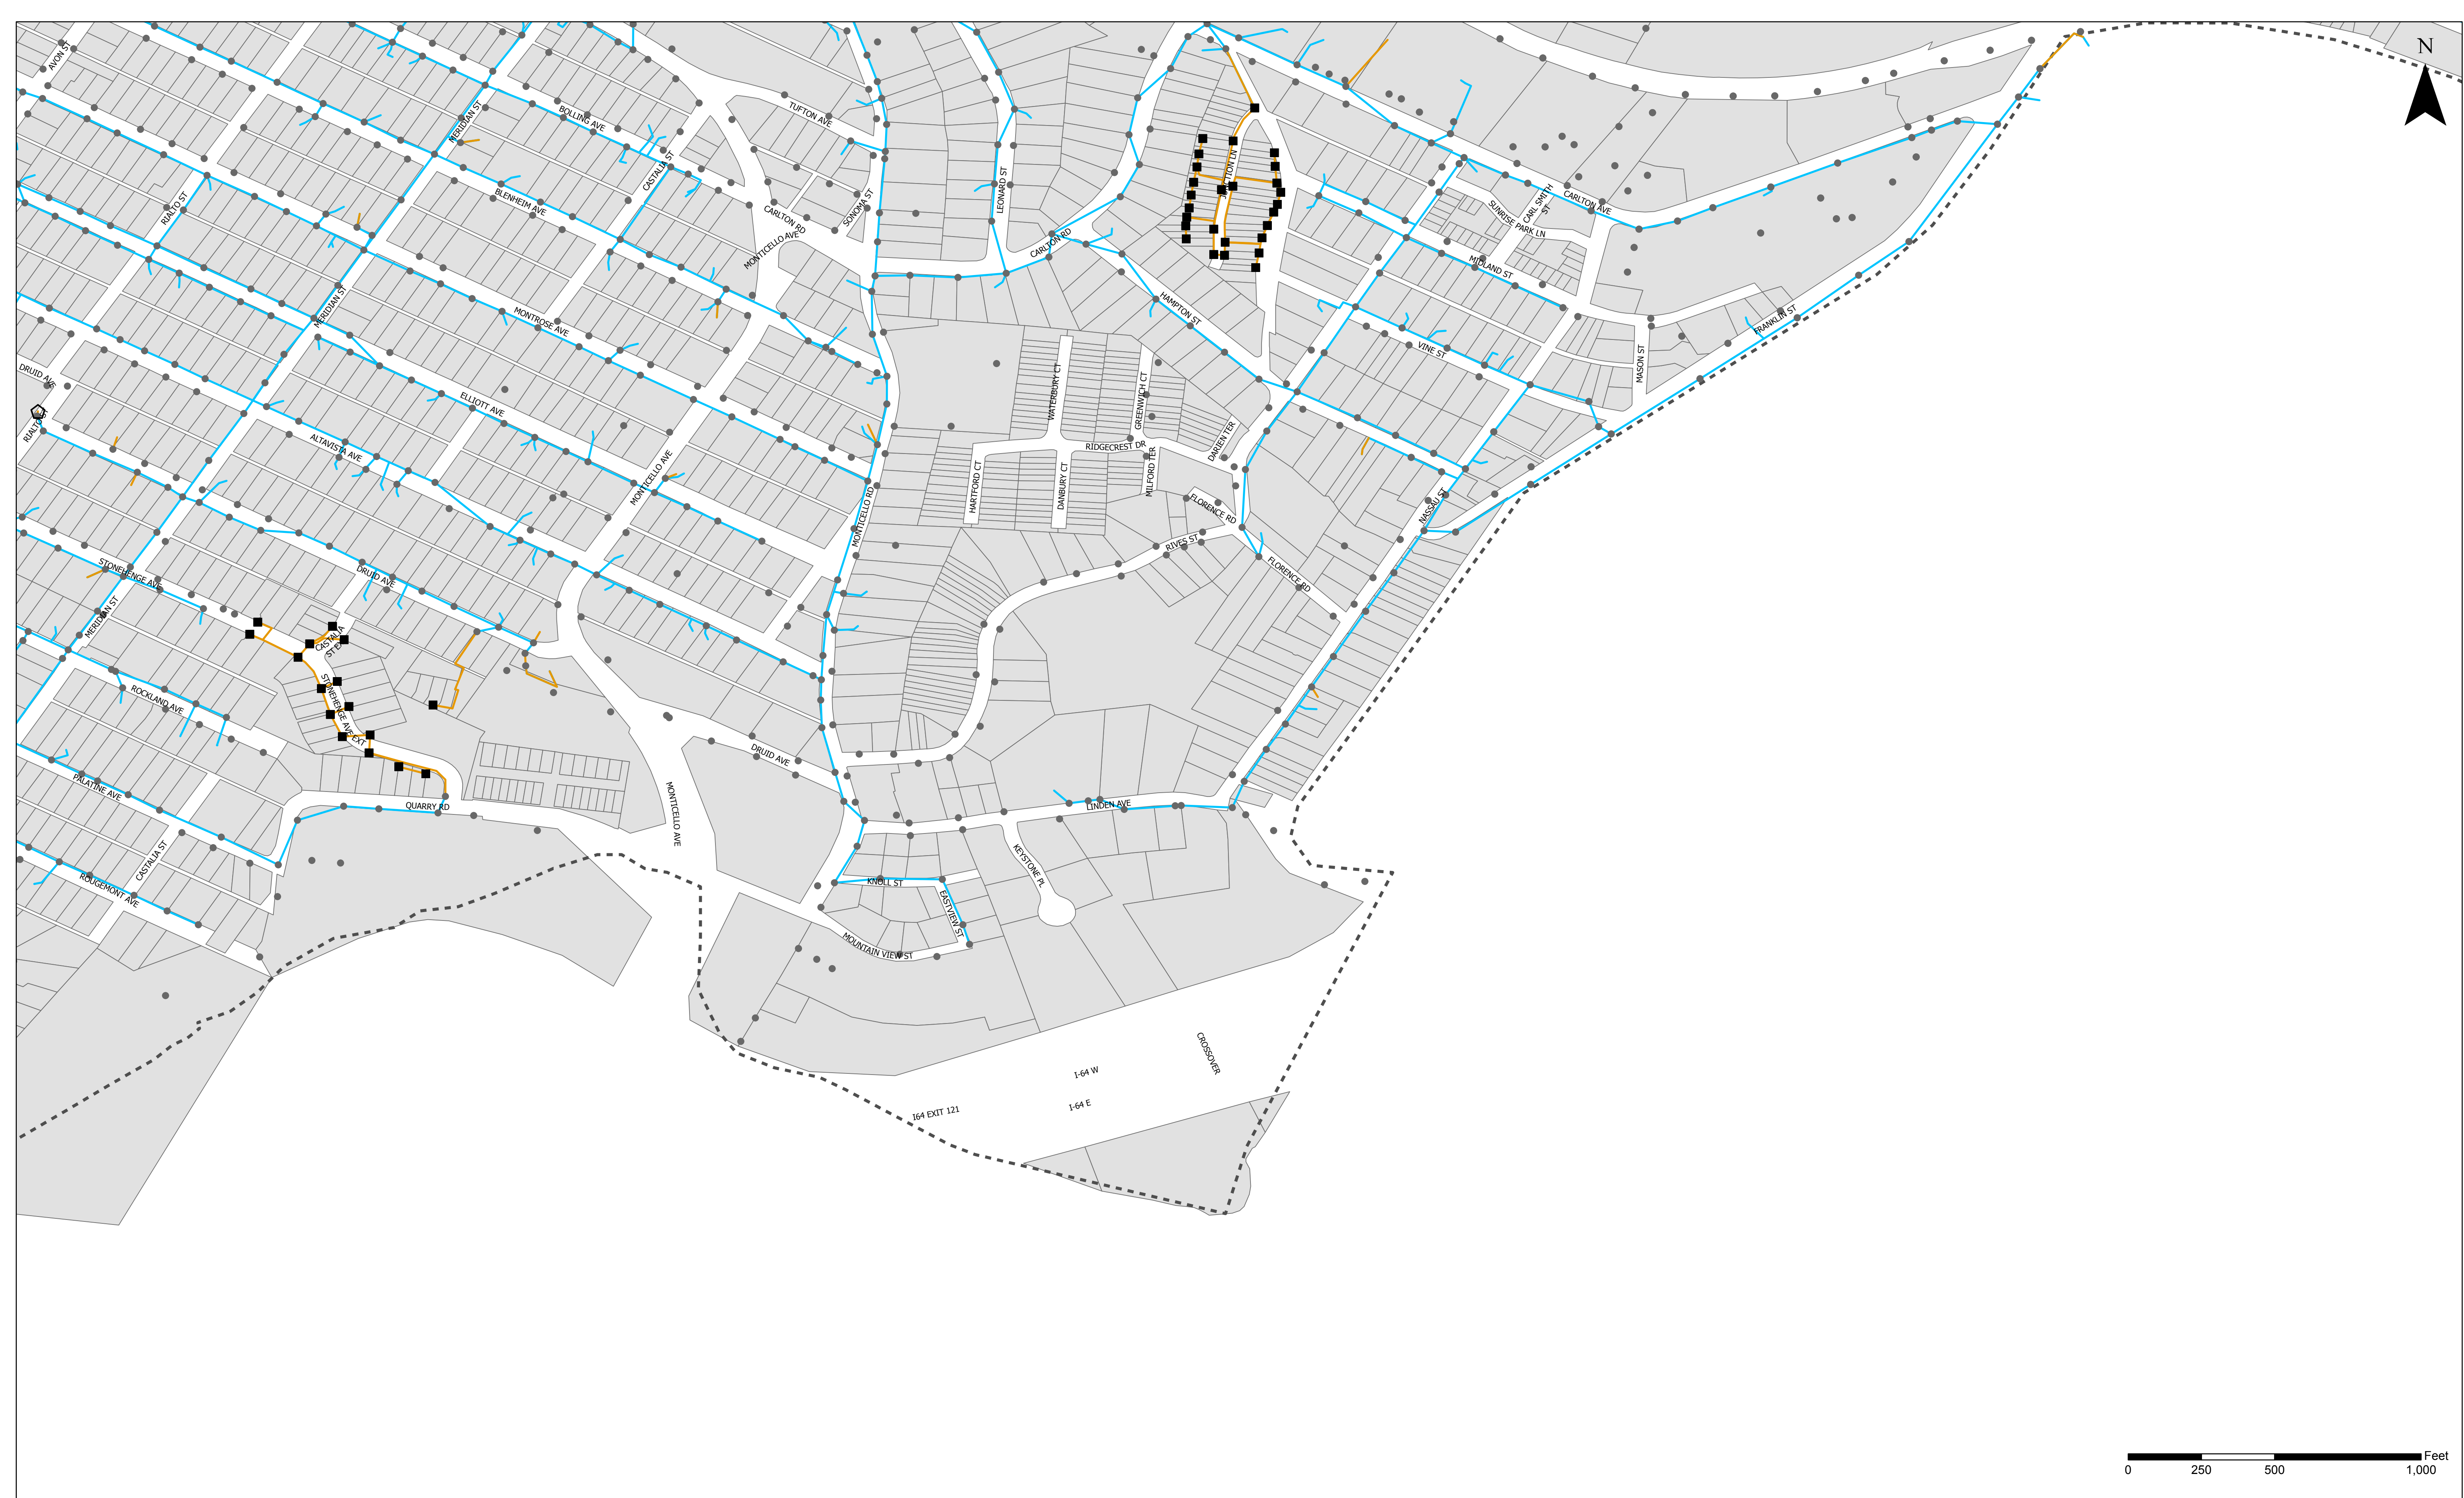 N
AVON ST
MERIDIAN ST
BOLLING AVE
TUFTON AVE
CASTALIA ST
LEONARD ST
RIALTO ST
BLENHEIM AVE
CARLTON RD
SONOMA ST
MONTICELLO AVE
CARLTON RD
CARL SMITH
ST
CARLTON AVE
SUNRISE
PARK LN
MIDLAND ST
MERIDIAN ST
MONTROSE AVE
HAMPTON ST
FRANKLIN ST
VINE ST
MASON ST
DRUID AVE
RIALTO ST
ELLIOTT AVE
WATERBURY CT
GREENWICH CT
ALTAVISTA AVE
MONTICELLO AVE
RIDGECREST DR
DARIEN TER
HARTFORD CT
DANBURY CT
MILFORD TER
MONTICELLO RD
FLORENCE RD
NASSAU ST
RIVES ST
STONEHENGE AVE
DRUID AVE
FLORENCE RD
MERIDIAN ST
CASTALIA
ST EXT
ROCKLAND AVE
STONEHENGE AVE EXT
DRUID AVE
PALATINE AVE
QUARRY RD
MONTICELLO AVE
LINDEN AVE
CASTALIA ST
ROUGEMONT AVE
KNOLL ST
KEYSTONE PL
EASTVIEW ST
MOUNTAIN VIEW ST
CROSSOVER
I-64 W
I-64 E
I64 EXIT 121
Feet
0 250 500 1,000